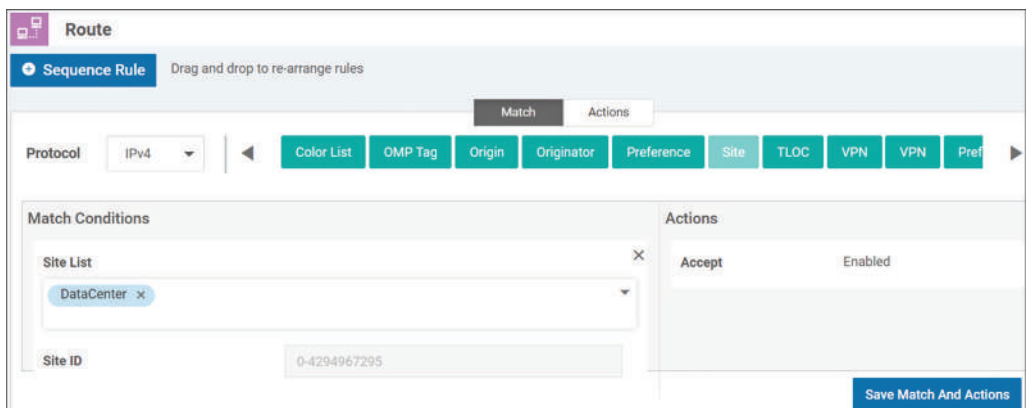 Route
Sequence Rule Drag and drop to re-arrange rules
Match Actions
Protocol IPv4 Color List OMP Tag Origin Originator Preference Site TLOC VPN VPN Pref
Match Conditions Actions
Site List Accept Enabled
DataCenter ×
Site ID 0-4294967295
Save Match And Actions